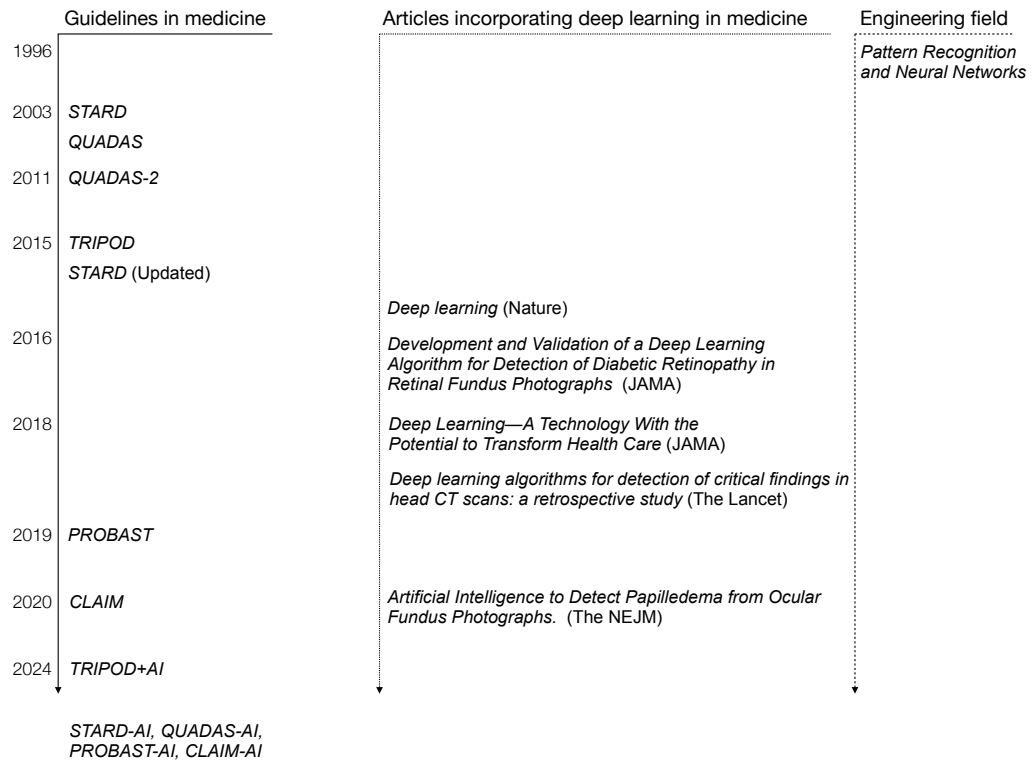 Guidelines in medicine
Articles incorporating deep learning in medicine
Engineering field
1996
Pattern Recognition
and Neural Networks
2003
STARD
QUADAS
2011
QUADAS-2
2015
TRIPOD
STARD (Updated)
Deep learning (Nature)
2016
Development and Validation of a Deep Learning
Algorithm for Detection of Diabetic Retinopathy in
Retinal Fundus Photographs (JAMA)
2018
Deep Learning—A Technology With the
Potential to Transform Health Care (JAMA)
Deep learning algorithms for detection of critical findings in
head CT scans: a retrospective study (The Lancet)
2019
PROBAST
2020
CLAIM
Artificial Intelligence to Detect Papilledema from Ocular
Fundus Photographs. (The NEJM)
2024
TRIPOD+AI
STARD-AI, QUADAS-AI,
PROBAST-AI, CLAIM-AI